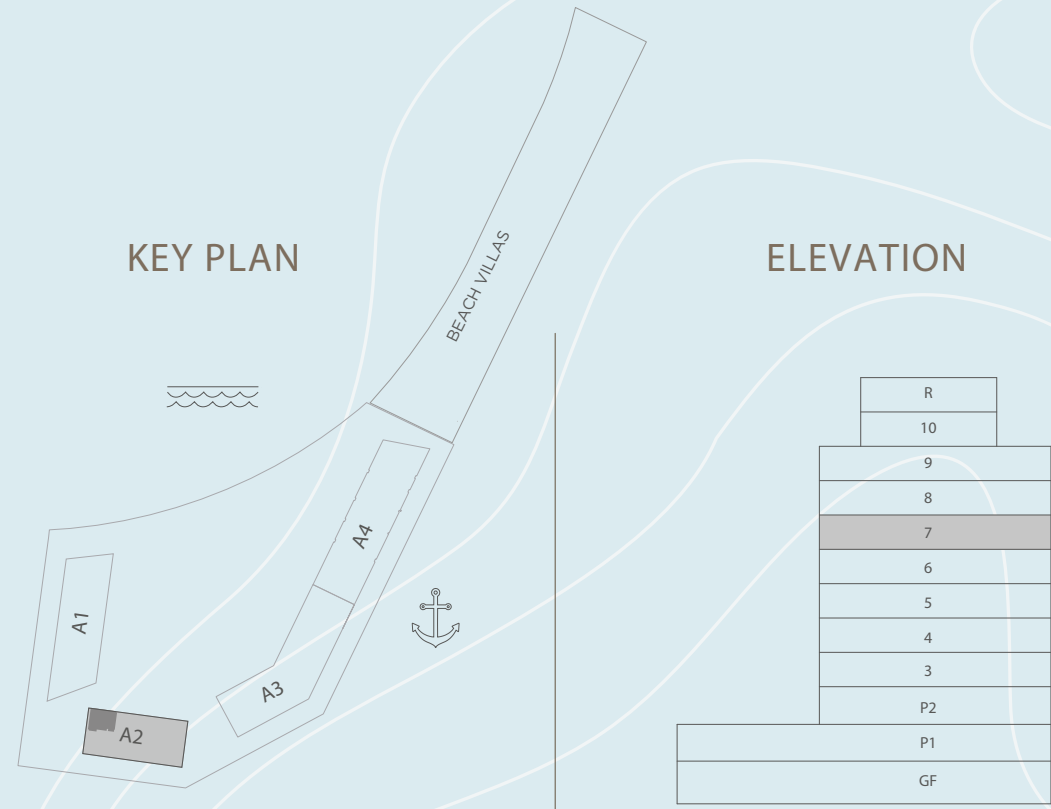 KEY PLAN
BEACH VILLAS
A4
A1
A3
A2
ELEVATION
R
10
9
8
7
6
5
4
3
P2
P1
GF